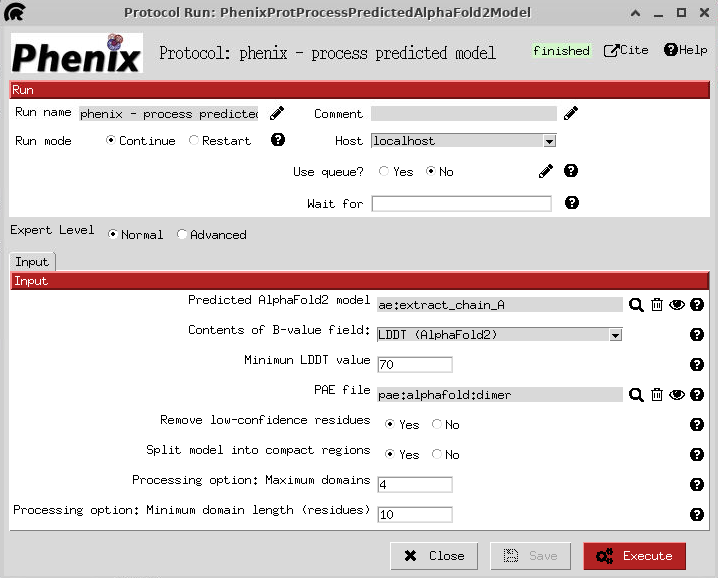 Protocol Run: PhenixProtProcessPredictedAlphaFold2Model
Phenix Protocol: phenix - process predicted model finished Cite Help
Run
Run name phenix - process predicted Comment
Run mode Continue Restart Host localhost
Use queue? Yes No
Wait for
Expert Level Normal Advanced
Input
Input
Predicted AlphaFold2 model ae:extract_chain_A
Contents of B-value field: LDDT (AlphaFold2)
Minimun LDDT value 70
PAE file pae:alphafold:dimer
Remove low-confidence residues Yes No
Split model into compact regions Yes No
Processing option: Maximum domains 4
Processing option: Minimum domain length (residues) 10
Close Save Execute